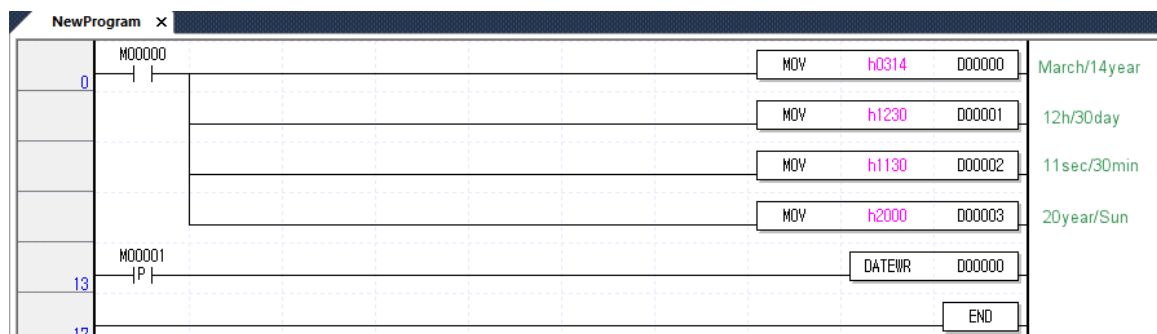 NewProgram x
M00000
0
MOV h0314 D00000 March/14year
MOV h1230 D00001 12h/30day
MOV h1130 D00002 11sec/30min
MOV h2000 D00003 20year/Sun
M00001
P
13
DATEWR D00000
END
17